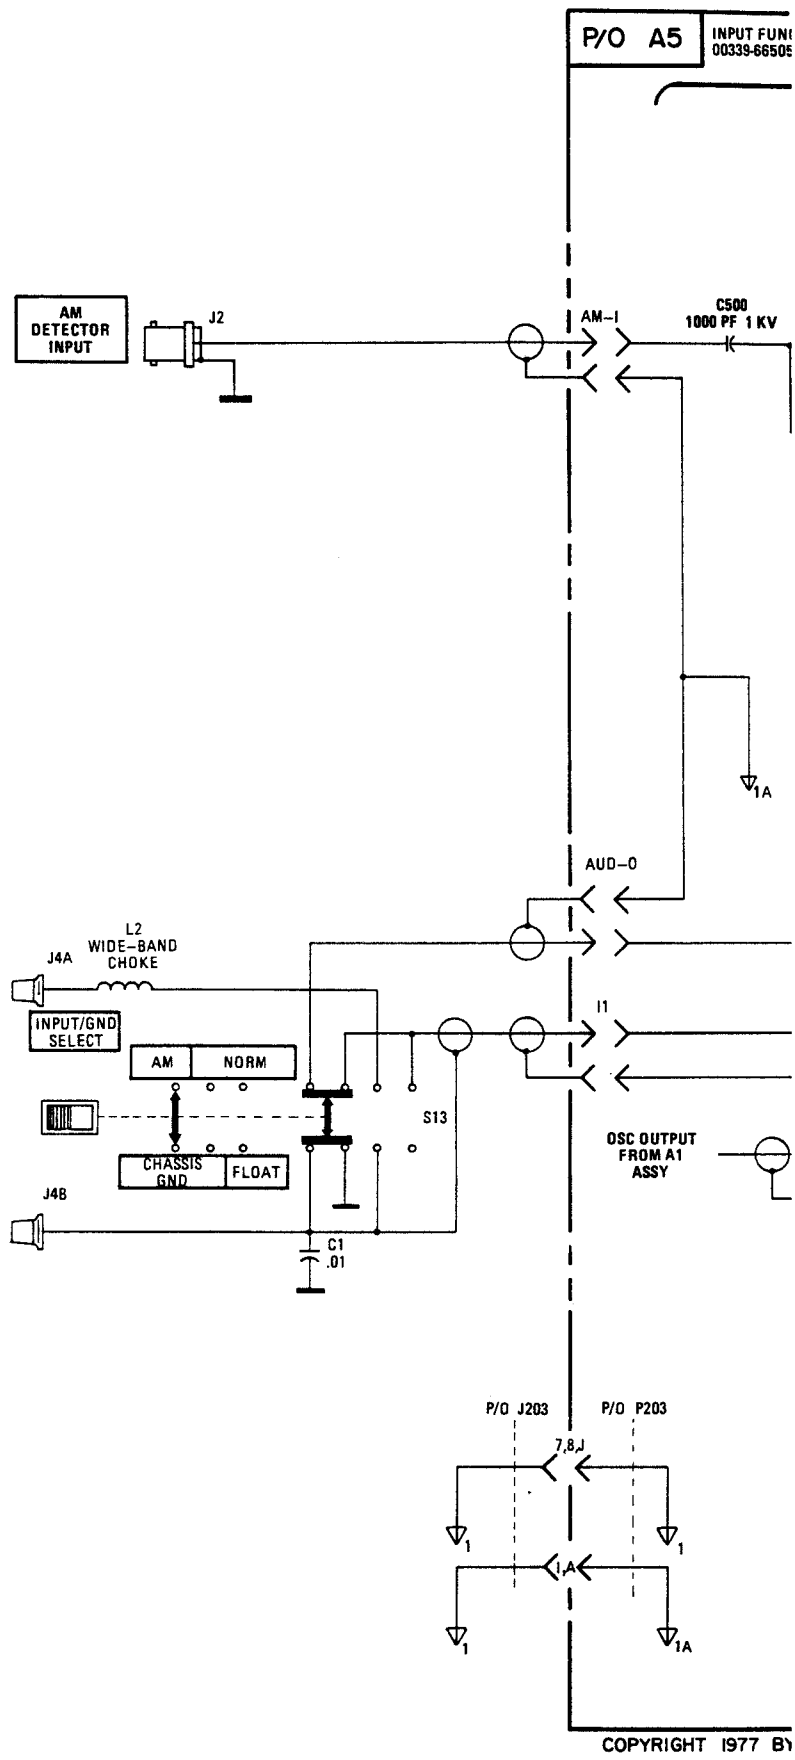 P/O A5
INPUT FUN
00339-66505
AM
DETECTOR
INPUT
J2
AM-I
C500
1000 PF 1 KV
1A
AUD-O
L2
WIDE-BAND
CHOKE
J4A
INPUT/GND
SELECT
I1
AM
NORM
S13
CHASSIS
GND
FLOAT
OSC OUTPUT
FROM A1
ASSY
J4B
C1
.01
P/O J203
P/O P203
7,8,J
1
1
1,A
1
1A
COPYRIGHT 1977 BY